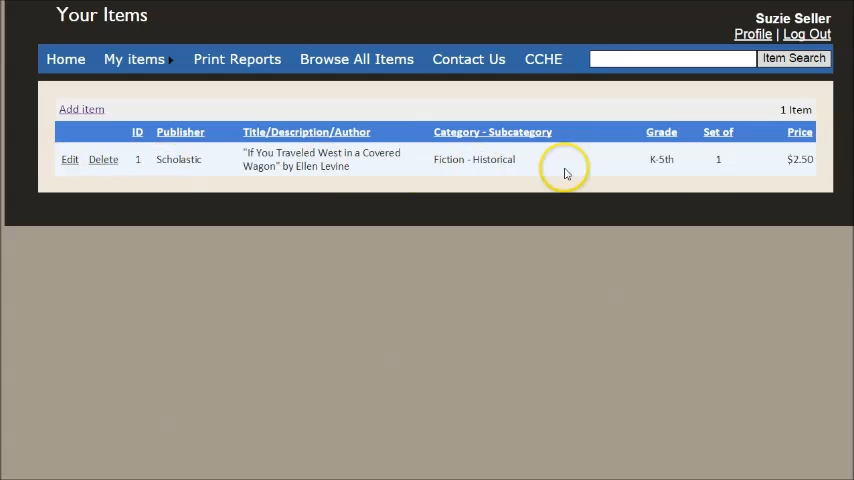 Your Items
Suzie Seller
Profile | Log Out
Home My items Print Reports Browse All Items Contact Us CCHE Item Search
Add item 1 Item
ID Publisher Title/Description/Author Category - Subcategory Grade Set of Price
Edit Delete 1 Scholastic "If You Traveled West in a Covered Wagon" by Ellen Levine Fiction - Historical K-5th 1 $2.50